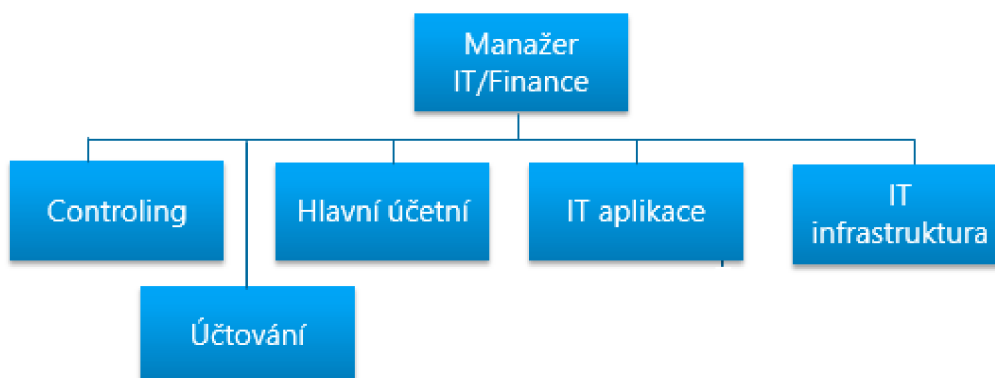 Manažer
IT/Finance
Controling
Hlavní účetní
IT aplikace
IT
infrastruktura
Účtování